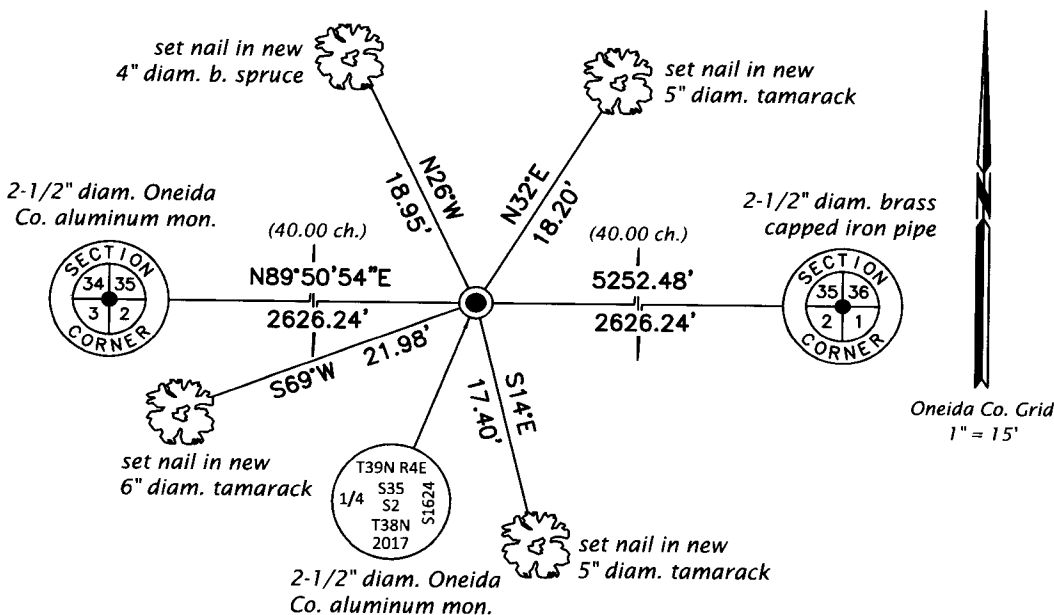 set nail in new
4" diam. b. spruce
set nail in new
5" diam. tamarack
N26°W
18.95'
N32°E
18.20'
2-1/2" diam. Oneida
Co. aluminum mon.
2-1/2" diam. brass
capped iron pipe
(40.00 ch.)
(40.00 ch.)
SECTION
34 35
3 2
CORNER
N89°50'54"E
2626.24'
5252.48'
2626.24'
SECTION
35 36
2 1
CORNER
N
Oneida Co. Grid
1" = 15'
S69°W
21.98'
S14°E
17.40'
set nail in new
6" diam. tamarack
T39N R4E
1/4
S35
S2
T38N
2017
S1624
set nail in new
5" diam. tamarack
2-1/2" diam. Oneida
Co. aluminum mon.